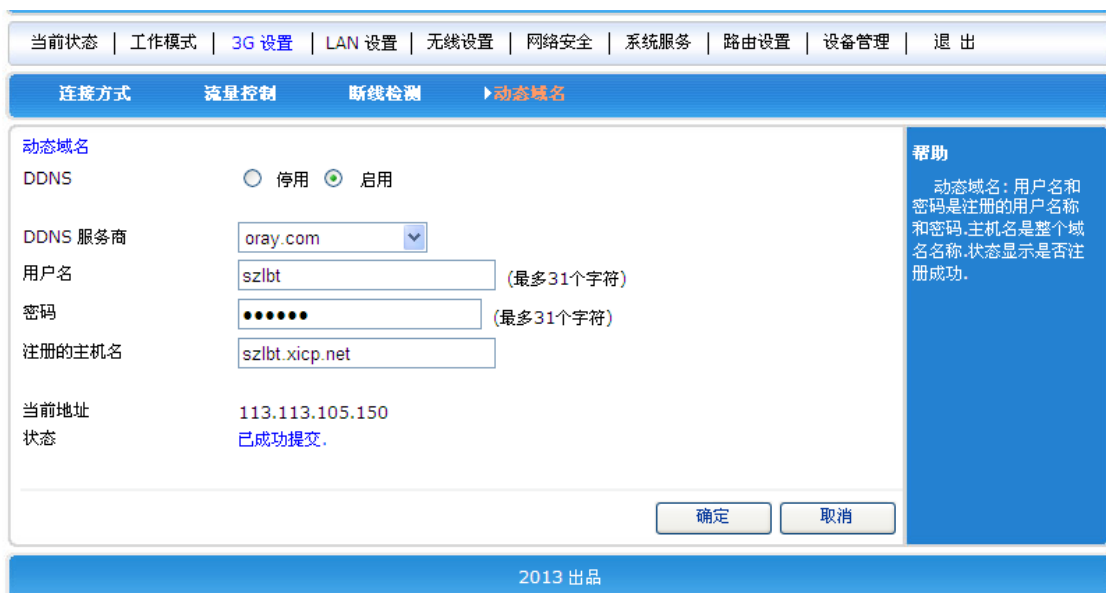 当前状态 | 工作模式 | 3G 设置 | LAN 设置 | 无线设置 | 网络安全 | 系统服务 | 路由设置 | 设备管理 | 退 出
连接方式 流量控制 断线检测 动态域名
动态域名
DDNS 停用 启用
DDNS 服务商 oray.com
用户名 szlbt (最多31个字符)
密码 •••••• (最多31个字符)
注册的主机名 szlbt.xicp.net
当前地址 113.113.105.150
状态 已成功提交.
确定 取消
帮助
动态域名: 用户名和
密码是注册的用户名称
和密码.主机名是整个域
名名称.状态显示是否注
册成功.
2013 出品